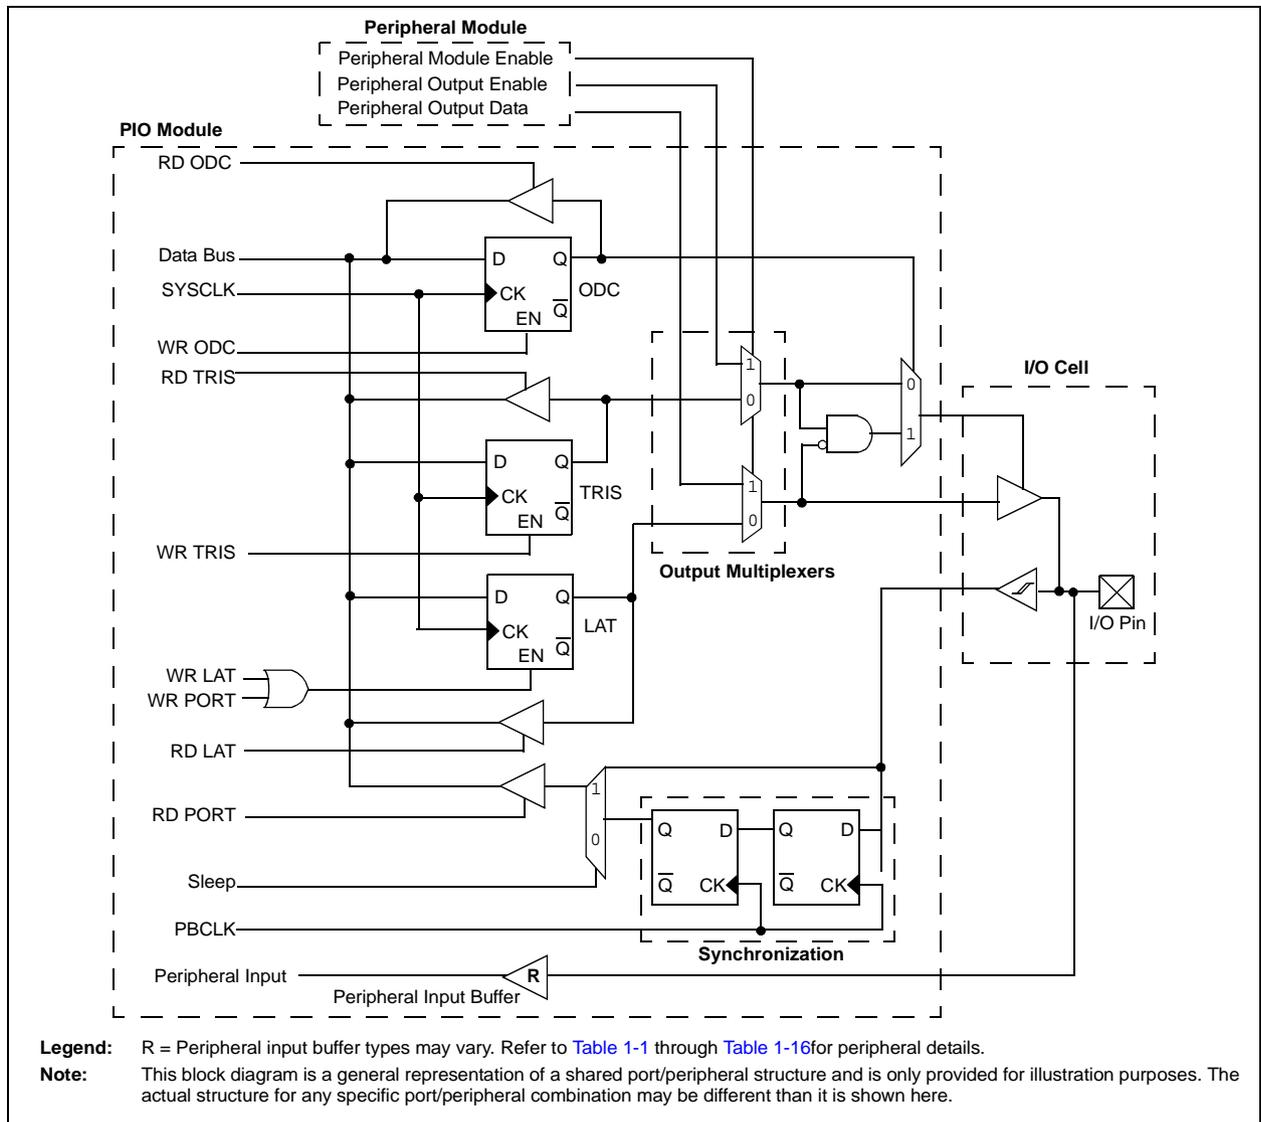 Peripheral Module
Peripheral Module Enable
Peripheral Output Enable
Peripheral Output Data
PIO Module
RD ODC
Data Bus
D
Q
SYSCLK
CK
Q
ODC
EN
WR ODC
RD TRIS
1
0
I/O Cell
0
1
D
Q
CK
Q
TRIS
EN
1
0
WR TRIS
Output Multiplexers
D
Q
CK
Q
LAT
EN
I/O Pin
WR LAT
WR PORT
RD LAT
1
0
RD PORT
Q
D
Q
D
Q
CK
Q
CK
Sleep
PBCLK
Synchronization
Peripheral Input
R
Peripheral Input Buffer
Legend: R = Peripheral input buffer types may vary. Refer to Table 1-1 through Table 1-16for peripheral details.
Note: This block diagram is a general representation of a shared port/peripheral structure and is only provided for illustration purposes. The
actual structure for any specific port/peripheral combination may be different than it is shown here.